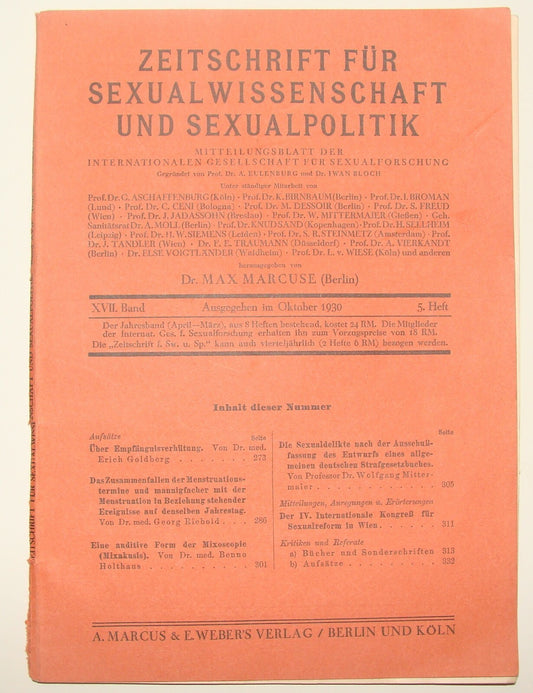 ZEITSCHRIFT FÜR
SEXUALWISSENSCHAFT
UND SEXUALPOLITIK
MITTEILUNGSBLATT DER
INTERNATIONALEN GESELLSCHAFT FÜR SEXUALFORSCHUNG
Gegründet von Prof. Dr. A. EULENBURG und Dr. IWAN BLOCH
Unter ständiger Mitarbeit von
Prof. Dr. G. ASCHAFFENBURG (Köln) · Prof. Dr. K. BIRNBAUM (Berlin) · Prof. Dr. I. BROMAN
(Lund) · Prof. Dr. C. CENI (Bologna) · Prof. Dr. M. DESSOIR (Berlin) · Prof. Dr. S. FREUD
(Wien) · Prof. Dr. J. JADASSOHN (Breslau) · Prof. Dr. W. MITTERMAIER (Gießen) · Geh.
Sanitätsrat Dr. A. MOLL (Berlin) · Prof. Dr. KNUD SAND (Kopenhagen) · Prof. Dr. H. SELLHEIM
(Leipzig) · Prof. Dr. H. W. SIEMENS (Leiden) · Prof. Dr. S. R. STEINMETZ (Amsterdam) · Prof.
Dr. J. TANDLER (Wien) · Dr. F. E. TRAUMANN (Düsseldorf) · Prof. Dr. A. VIERKANDT
(Berlin) · Dr. ELSE VOIGTLÄNDER (Waldheim) · Prof. Dr. L. v. WIESE (Köln) und anderen
herausgegeben von
Dr. MAX MARCUSE (Berlin)
XVII. Band Ausgegeben im Oktober 1930 5. Heft
Der Jahresband (April—März), aus 8 Heften bestehend, kostet 24 RM. Die Mitglieder
der Internat. Ges. f. Sexualforschung erhalten ihn zum Vorzugspreise von 18 RM.
Die „Zeitschrift f. Sw. u. Sp." kann auch vierteljährlich (2 Hefte 6 RM) bezogen werden.
Inhalt dieser Nummer
Aufsätze Seite
Über Empfängnisverhütung. Von Dr. med.
Erich Goldberg . . . . . . . . 273
Das Zusammenfallen der Menstruations-
termine und mannigfacher mit der
Menstruation in Beziehung stehender
Ereignisse auf denselben Jahrestag.
Von Dr. med. Georg Eichold . . . 286
Eine auditive Form der Mixoscopie
(Mixakusis). Von Dr. med. Benno
Holthaus . . . . . . . . . . 301
Seite
Die Sexualdelikte nach der Ausschuß-
fassung des Entwurfs eines allge-
meinen deutschen Strafgesetzbuches.
Von Professor Dr. Wolfgang Mitter-
maier . . . . . . . . . . . 305
Mitteilungen, Anregungen u. Erörterungen
Der IV. Internationale Kongreß für
Sexualreform in Wien . . . . . . 311
Kritiken und Referate
a) Bücher und Sonderschriften 313
b) Aufsätze . . . . . . . . . 332
A. MARCUS & E. WEBER'S VERLAG / BERLIN UND KÖLN